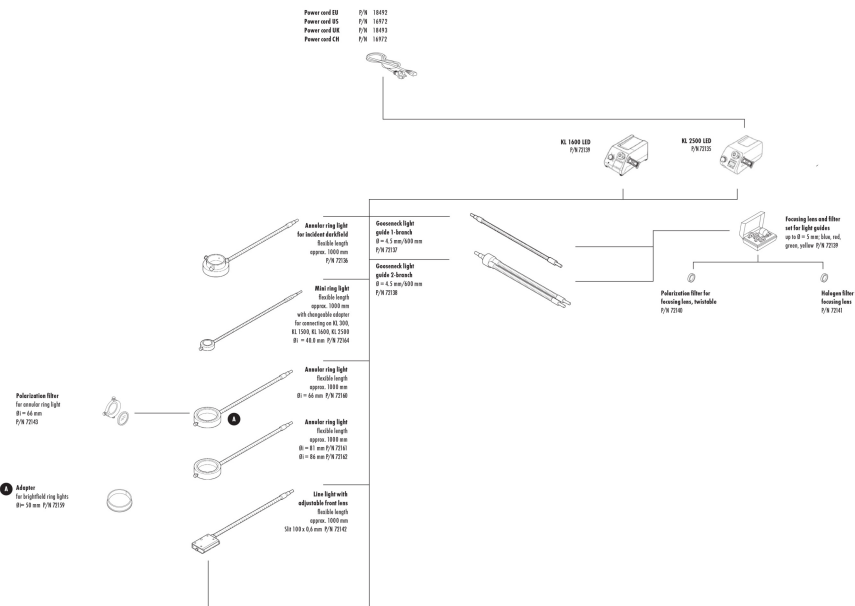 Power cord EU P/N 18492
Power cord US P/N 16972
Power cord UK P/N 18493
Power cord CH P/N 16972
KL 1600 LED
P/N 72139
KL 2500 LED
P/N 72135
Annular ring light
for incident darkfield
flexible length
approx. 1000 mm
P/N 72136
Gooseneck light
guide 1-branch
Ø = 4.5 mm/600 mm
P/N 72137
Gooseneck light
guide 2-branch
Ø = 4.5 mm/600 mm
P/N 72138
Focusing lens and filter
set for light guides
up to Ø = 5 mm; blue, red,
green, yellow P/N 72139
Polarization filter for
focusing lens, twistable
P/N 72140
Halogen filter
focusing lens
P/N 72141
Mini ring light
flexible length
approx. 1000 mm
with changeable adapter
for connecting an KL 300,
KL 1500, KL 1600, KL 2500
Øi = 40.0 mm P/N 72164
Annular ring light
flexible length
approx. 1000 mm
Øi = 66 mm P/N 72160
A
Polarization filter
for annular ring light
Øi = 66 mm
P/N 72143
Annular ring light
flexible length
approx. 1000 mm
Øi = 81 mm P/N 72161
Øi = 86 mm P/N 72162
A Adapter
for brightfield ring lights
Øi= 50 mm P/N 72159
Line light with
adjustable front lens
flexible length
approx. 1000 mm
Slit 100 x 0,6 mm P/N 72142